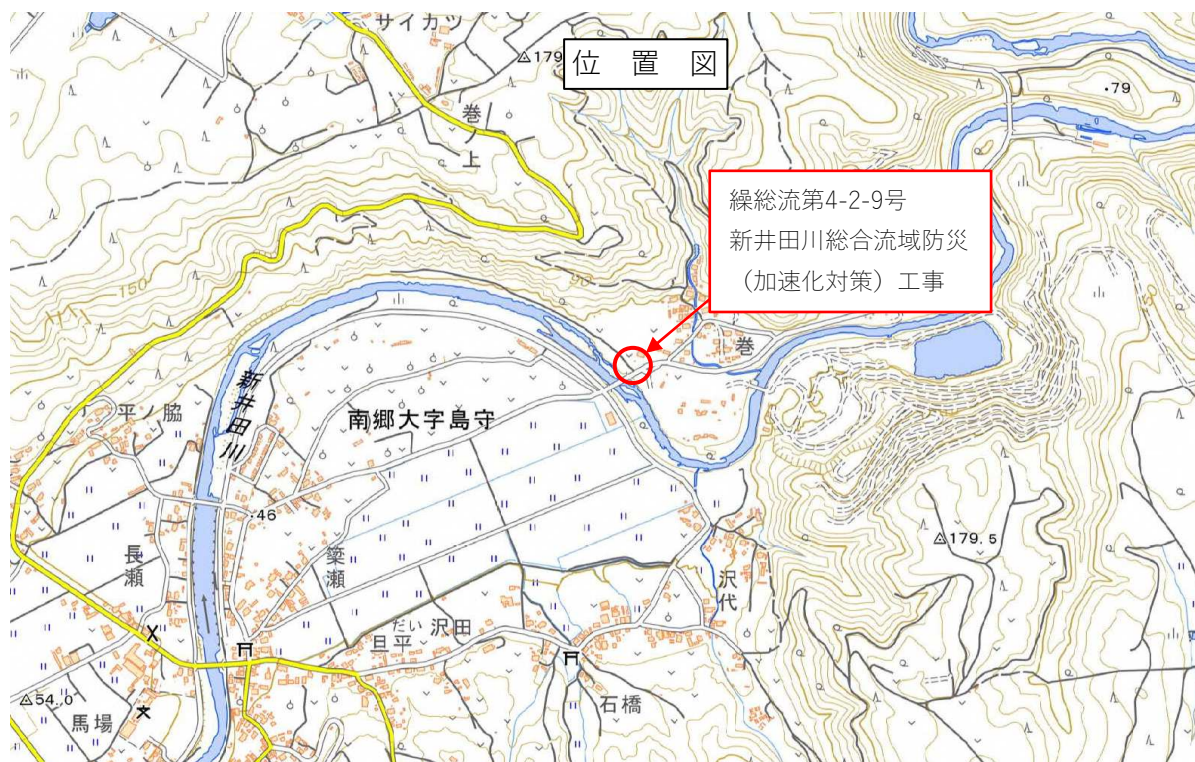 サイカツ
△179
位置図
・79
巻ノ上
繰総流第4-2-9号
新井田川総合流域防災
（加速化対策）工事
150
90
巻
新井田川
平ノ脇
南郷大字島守
・46
△179.5
長瀬
簗瀬
沢代
だい
旦平
沢田
△54.0
馬場
石橋